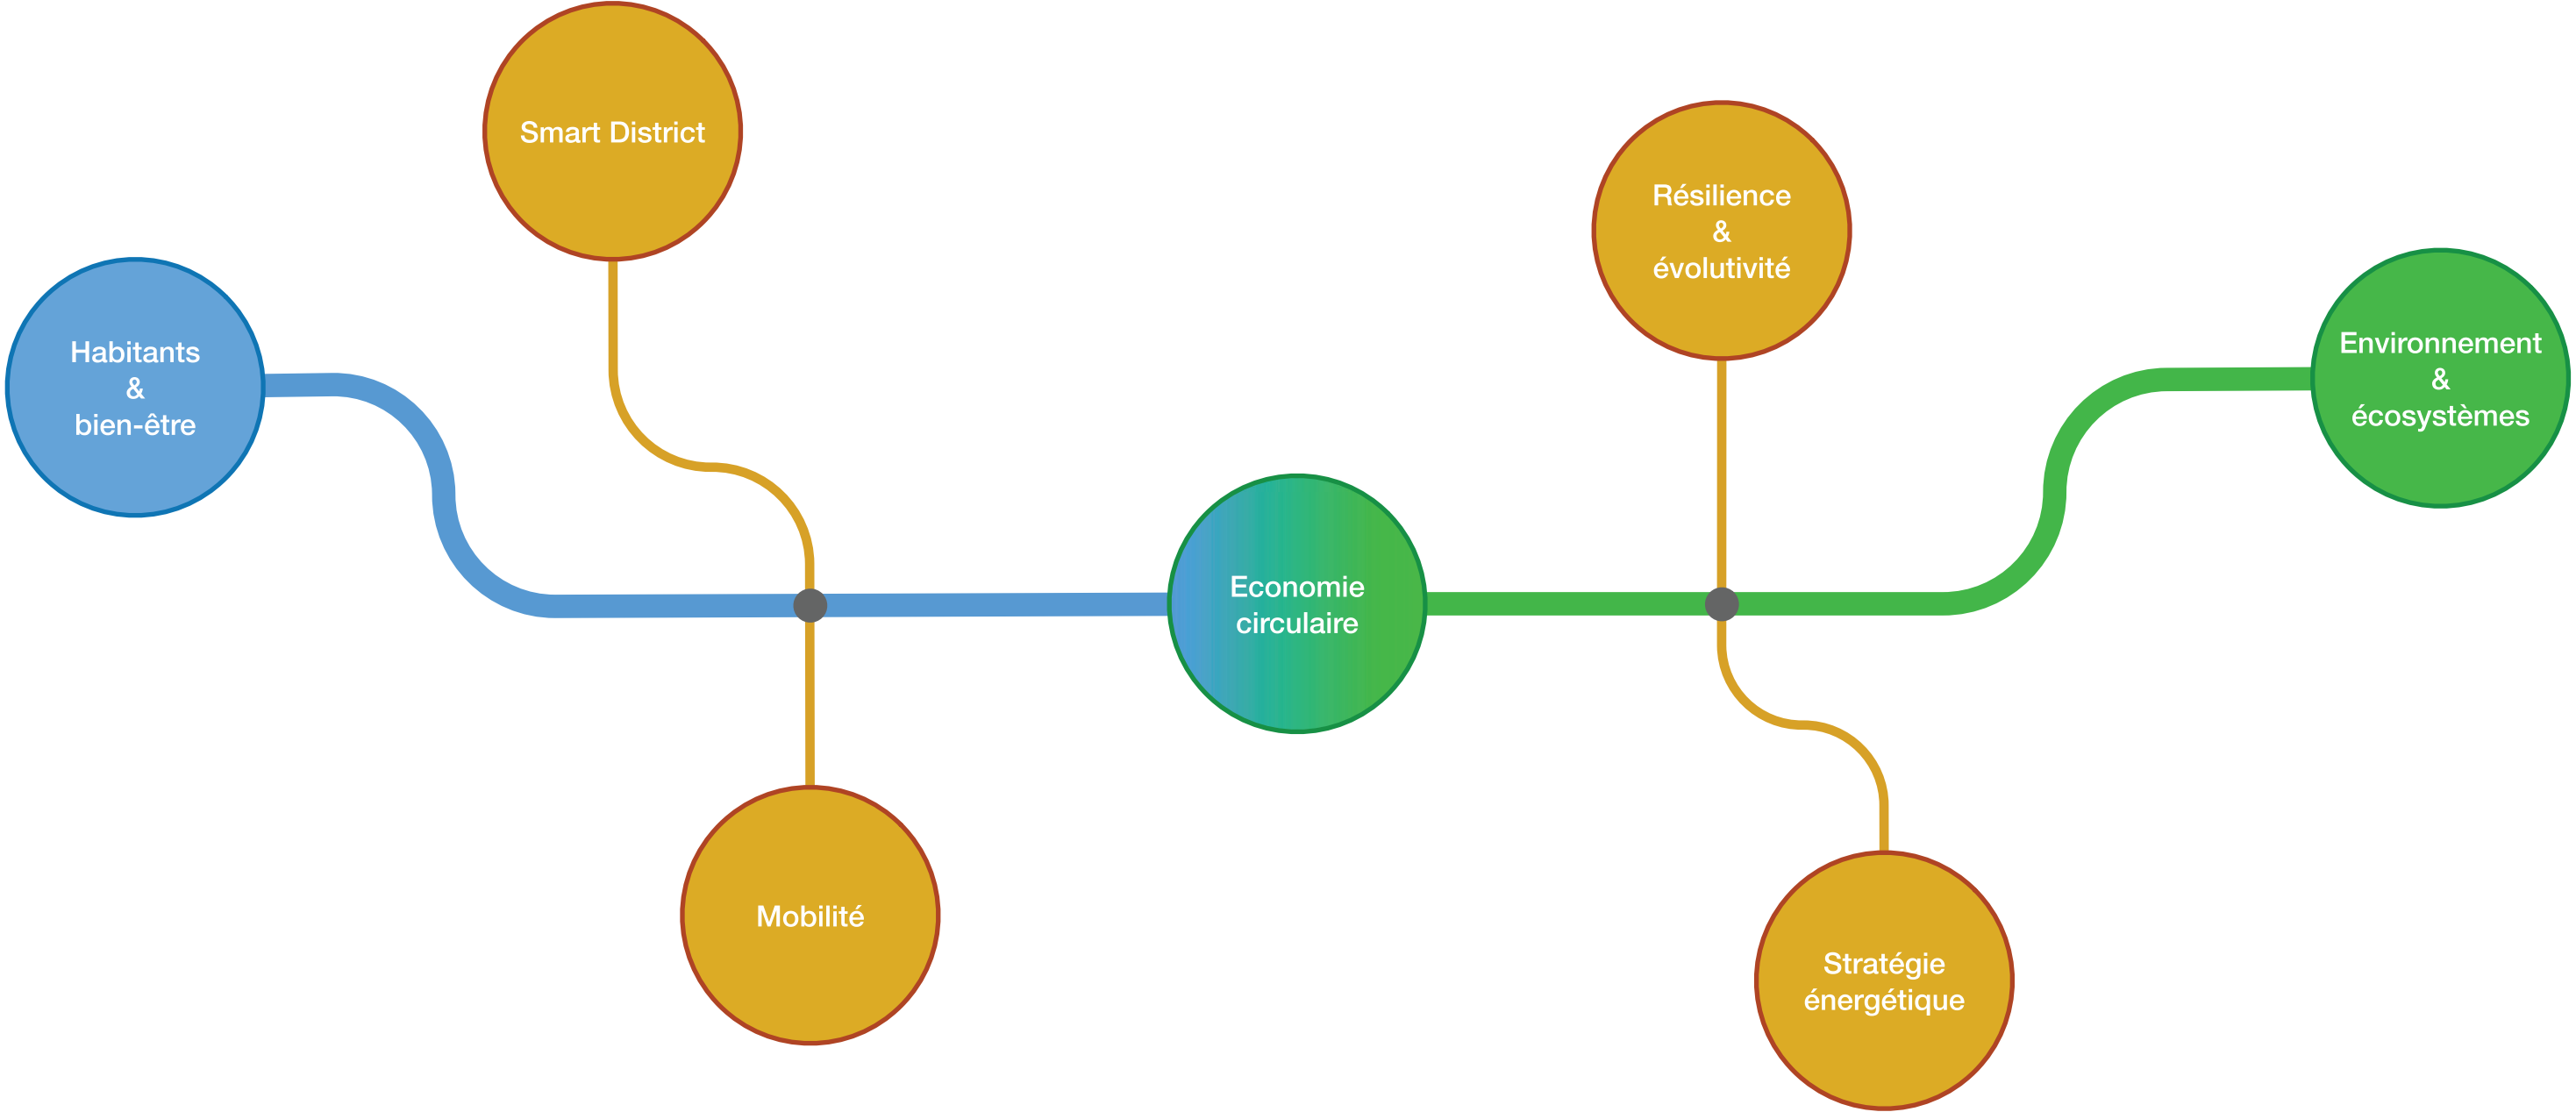 Smart District
Résilience
&
évolutivité
Habitants
&
bien-être
Environnement
&
écosystèmes
Economie
circulaire
Mobilité
Stratégie
énergétique